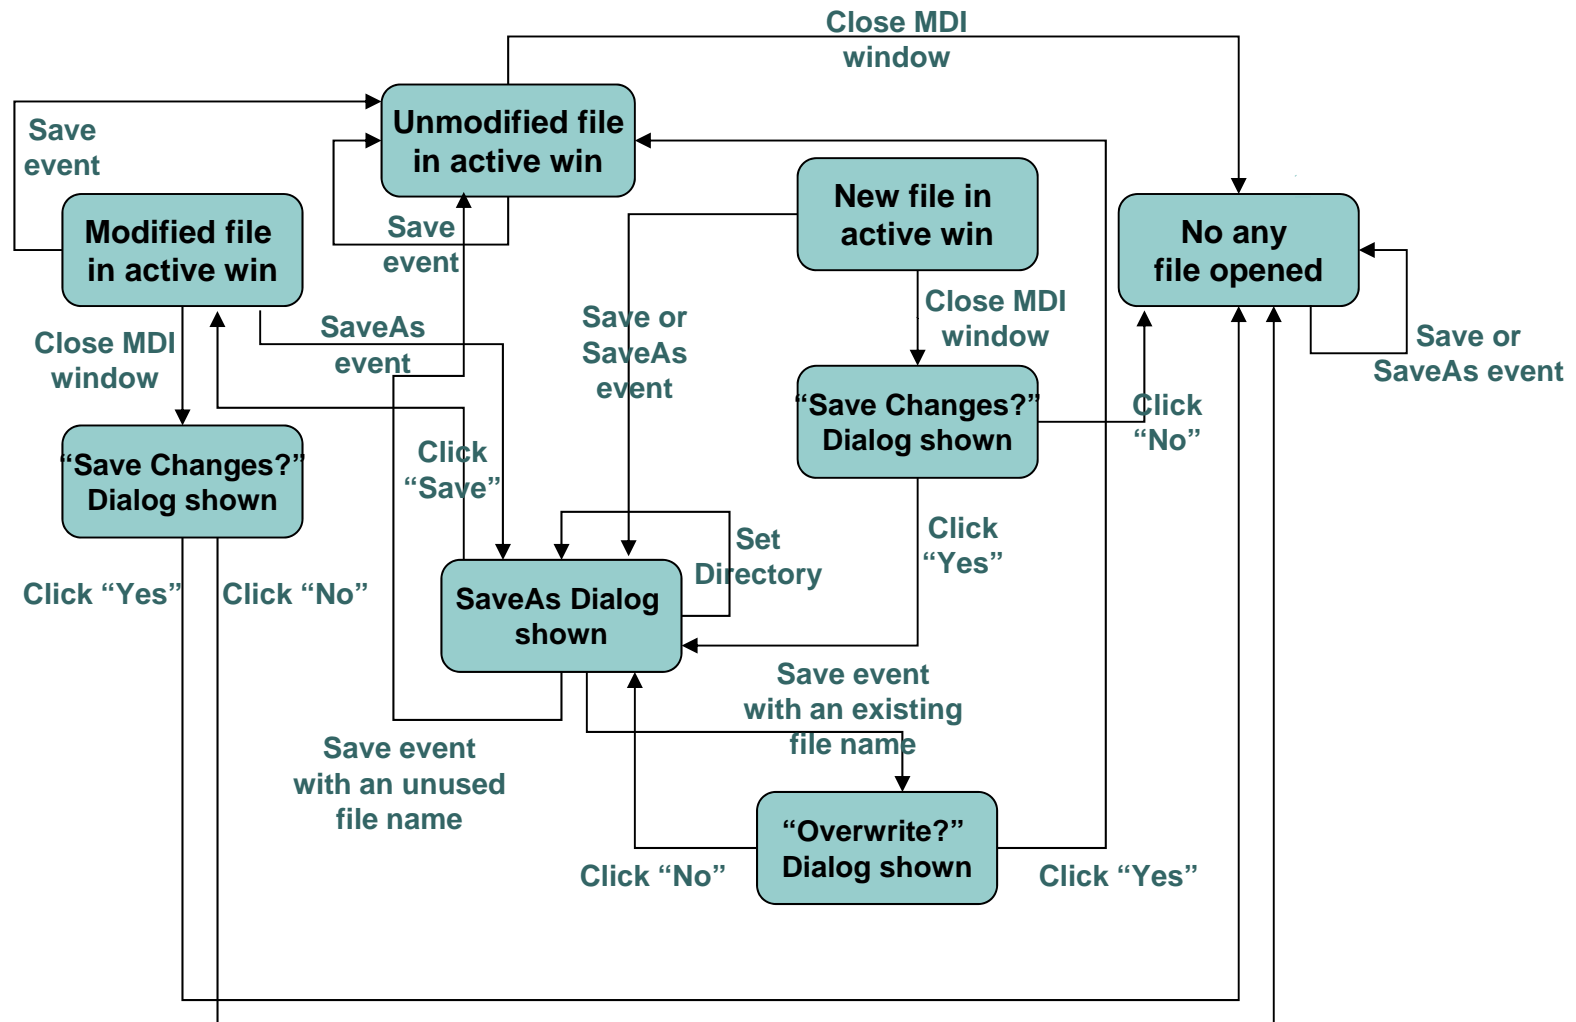 Close MDI
window
Unmodified file
in active win
Save
event
New file in
active win
Modified file
in active win
Save
event
No any
file opened
Close MDI
window
SaveAs
event
Save or
SaveAs
event
Close MDI
window
Save or
SaveAs event
“Save Changes?”
Dialog shown
Click
“No”
“Save Changes?”
Dialog shown
Click
“Save”
Set
Directory
Click
“Yes”
Click “Yes”
Click “No”
SaveAs Dialog
shown
Save event
with an existing
file name
Save event
with an unused
file name
“Overwrite?”
Dialog shown
Click “No”
Click “Yes”